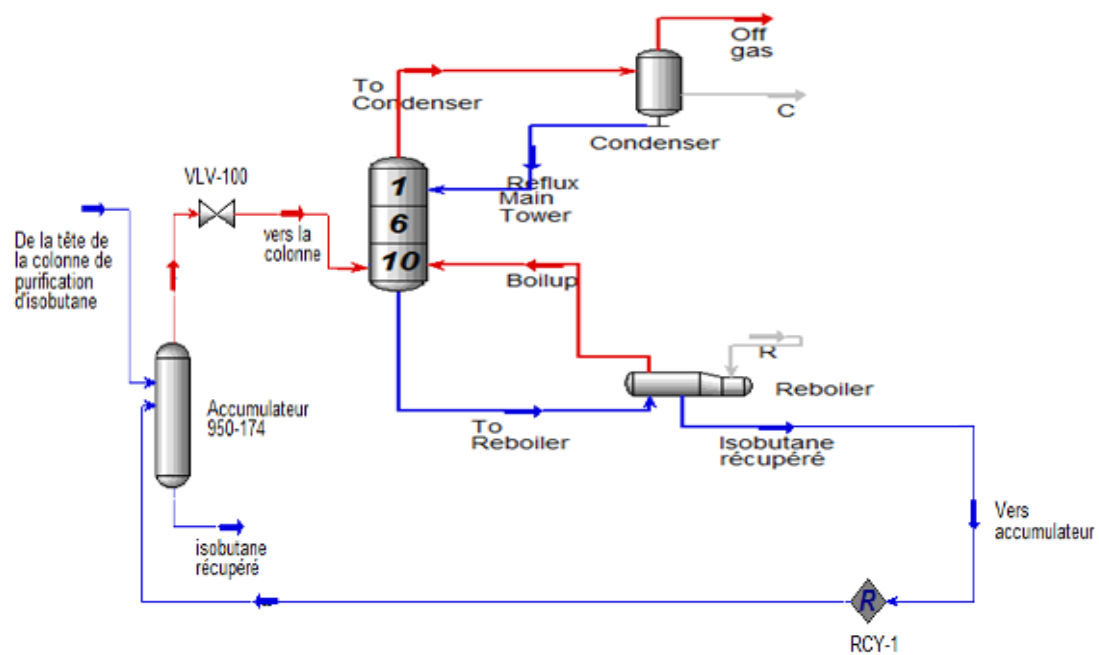 Off
gas
To
Condenser
C
Condenser
VLV-100
1
Reflux
Main
Tower
De la tête de
la colonne de
purification
d'isobutane
vers la
colonne
6
10
Boilup
R
Reboiler
Accumulateur
950-174
To
Reboiler
Isobutane
récupéré
Vers
accumulateur
isobutane
récupéré
R
RCY-1